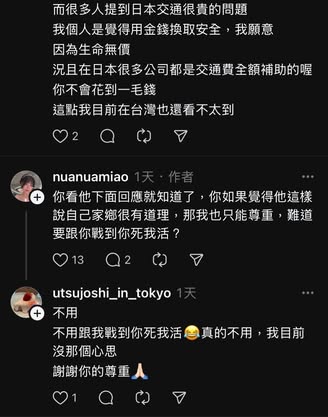 而很多人提到日本交通很貴的問題
我個人是覺得用金錢換取安全，我願意
因為生命無價
況且在日本很多公司都是交通費全額補助的喔
你不會花到一毛錢
這點我目前在台灣也還看不太到
2
nuanuamiao 1天·作者
你看他下面回應就知道了，你如果覺得他這樣
說自己家鄉很有道理，那我也只能尊重，難道
要跟你戰到你死我活？
13 2
utsujoshi_in_tokyo 1天
不用
不用跟我戰到你死我活😂真的不用，我目前
沒那個心思
謝謝你的尊重🙏🏻
1